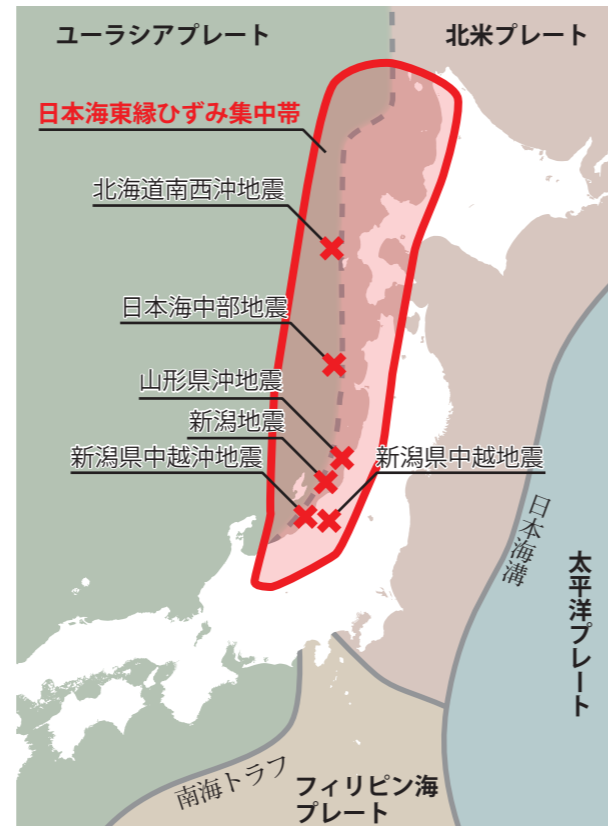 ユーラシアプレート
北米プレート
日本海東縁ひずみ集中帯
北海道南西沖地震
日本海中部地震
山形県沖地震
新潟地震
新潟県中越沖地震
新潟県中越地震
日本海溝
太平洋プレート
南海トラフ
フィリピン海
プレート